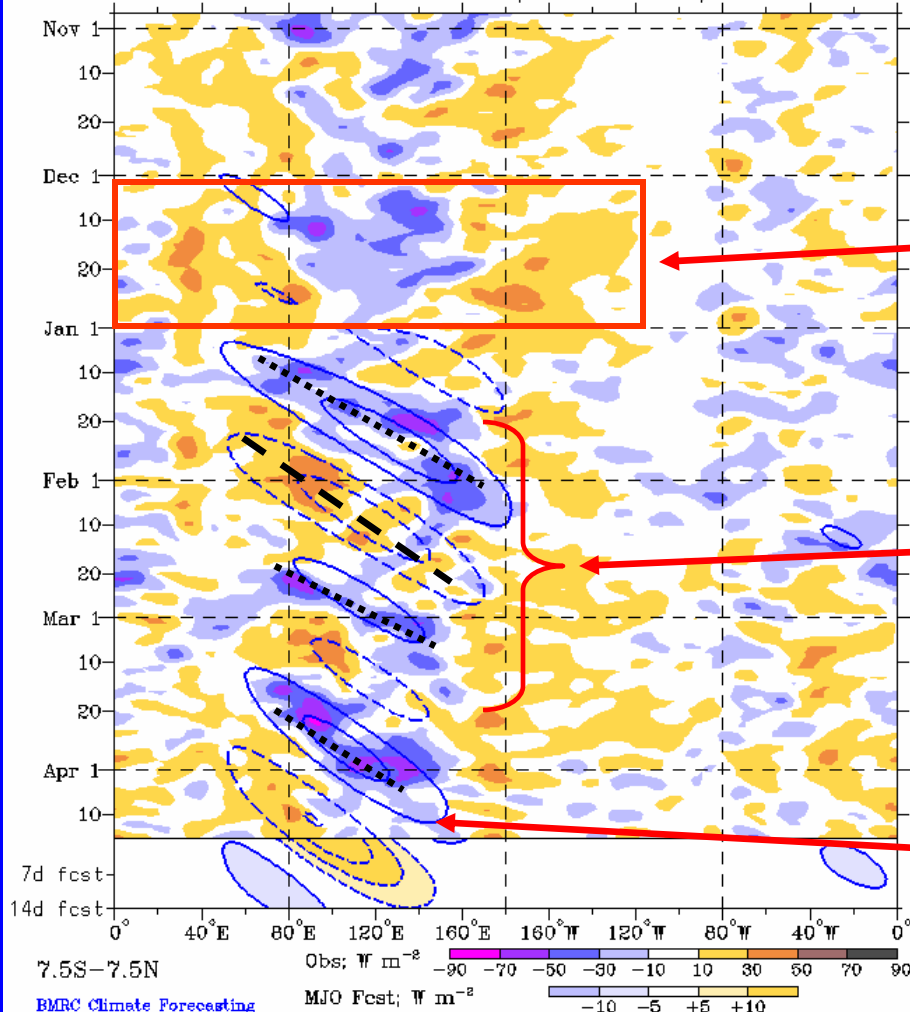 Nov 1
10
20
Dec 1
10
20
Jan 1
10
20
Feb 1
10
20
Mar 1
10
20
Apr 1
10
7d fcst
14d fcst
0° 40°E 80°E 120°E 160°E 160°W 120°W 80°W 40°W 0°
7.5S-7.5N
Obs; W m⁻²
-90 -70 -50 -30 -10 10 30 50 70 90
BMRC Climate Forecasting
MJO Fcst; W m⁻²
-10 -5 +5 +10